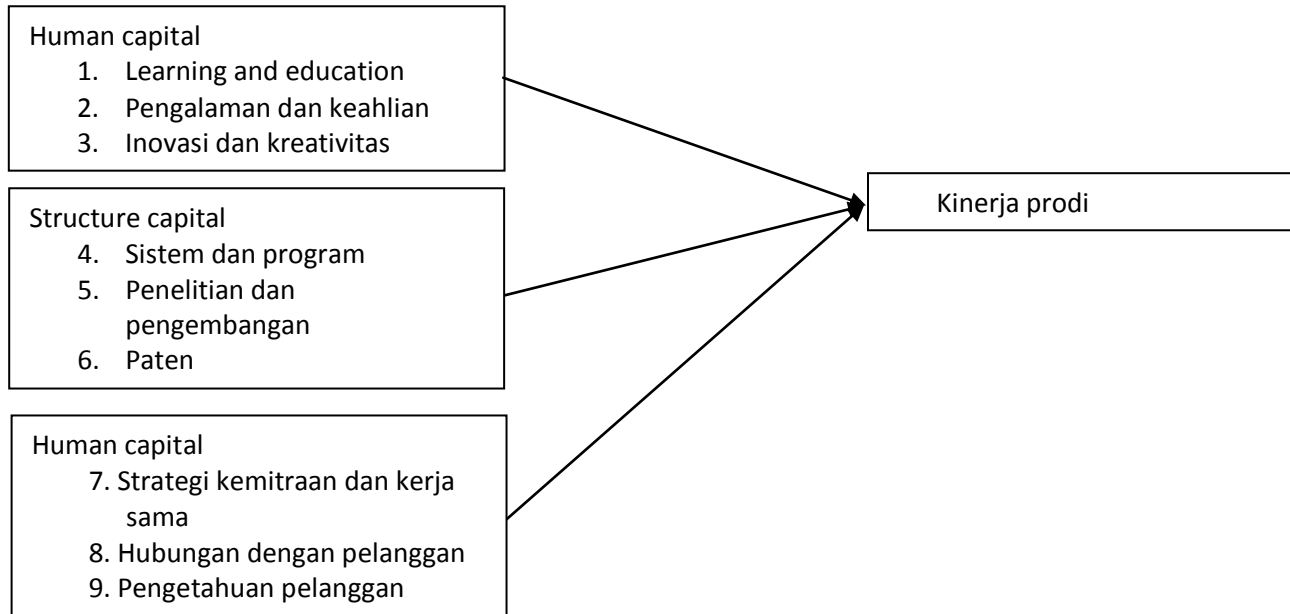 Human capital
1. Learning and education
2. Pengalaman dan keahlian
3. Inovasi dan kreativitas
Structure capital
4. Sistem dan program
5. Penelitian dan
pengembangan
6. Paten
Human capital
7. Strategi kemitraan dan kerja
sama
8. Hubungan dengan pelanggan
9. Pengetahuan pelanggan
Kinerja prodi